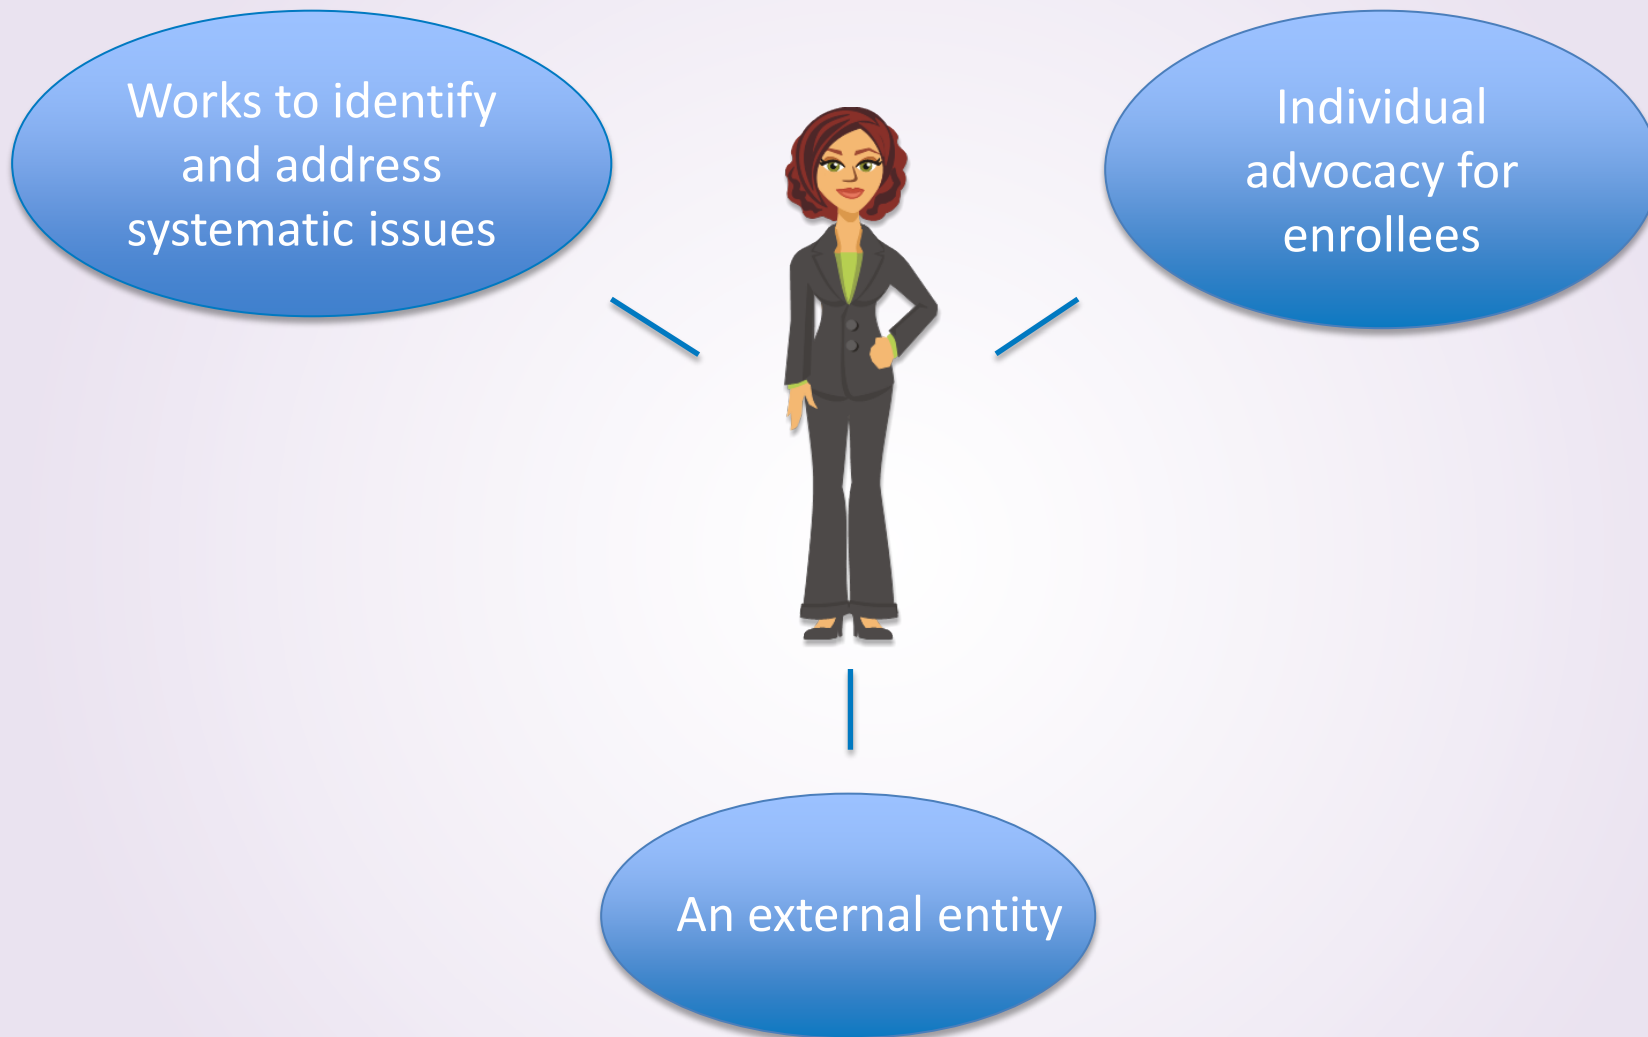 Works to identify
and address
systematic issues
Individual
advocacy for
enrollees
An external entity